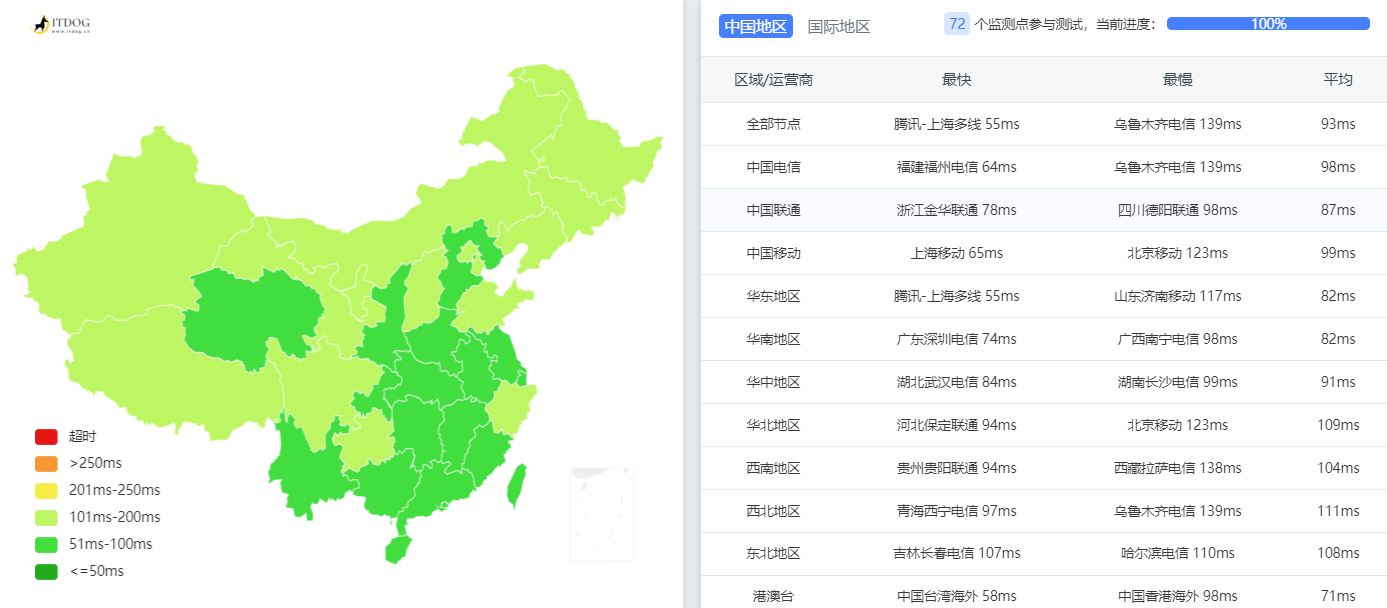 ITDOG
www.itdog.cn
超时
>250ms
201ms-250ms
101ms-200ms
51ms-100ms
<=50ms
中国地区 国际地区 72 个监测点参与测试，当前进度： 100%
区域/运营商 最快 最慢 平均
全部节点 腾讯-上海多线 55ms 乌鲁木齐电信 139ms 93ms
中国电信 福建福州电信 64ms 乌鲁木齐电信 139ms 98ms
中国联通 浙江金华联通 78ms 四川德阳联通 98ms 87ms
中国移动 上海移动 65ms 北京移动 123ms 99ms
华东地区 腾讯-上海多线 55ms 山东济南移动 117ms 82ms
华南地区 广东深圳电信 74ms 广西南宁电信 98ms 82ms
华中地区 湖北武汉电信 84ms 湖南长沙电信 99ms 91ms
华北地区 河北保定联通 94ms 北京移动 123ms 109ms
西南地区 贵州贵阳联通 94ms 西藏拉萨电信 138ms 104ms
西北地区 青海西宁电信 97ms 乌鲁木齐电信 139ms 111ms
东北地区 吉林长春电信 107ms 哈尔滨电信 110ms 108ms
港澳台 中国台湾海外 58ms 中国香港海外 98ms 71ms